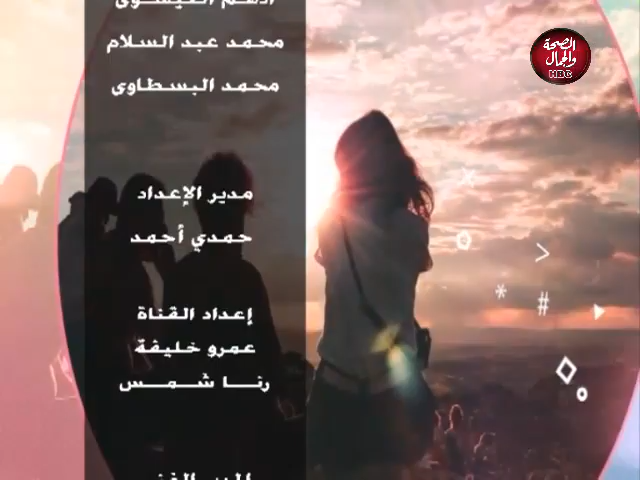 الصحة
والجمال
HBC
محمد عبد السلام
محمد البسطاوى
مدير الإعداد
حمدي أحمد
إعداد القناة
عمرو خليفة
رنا شمس